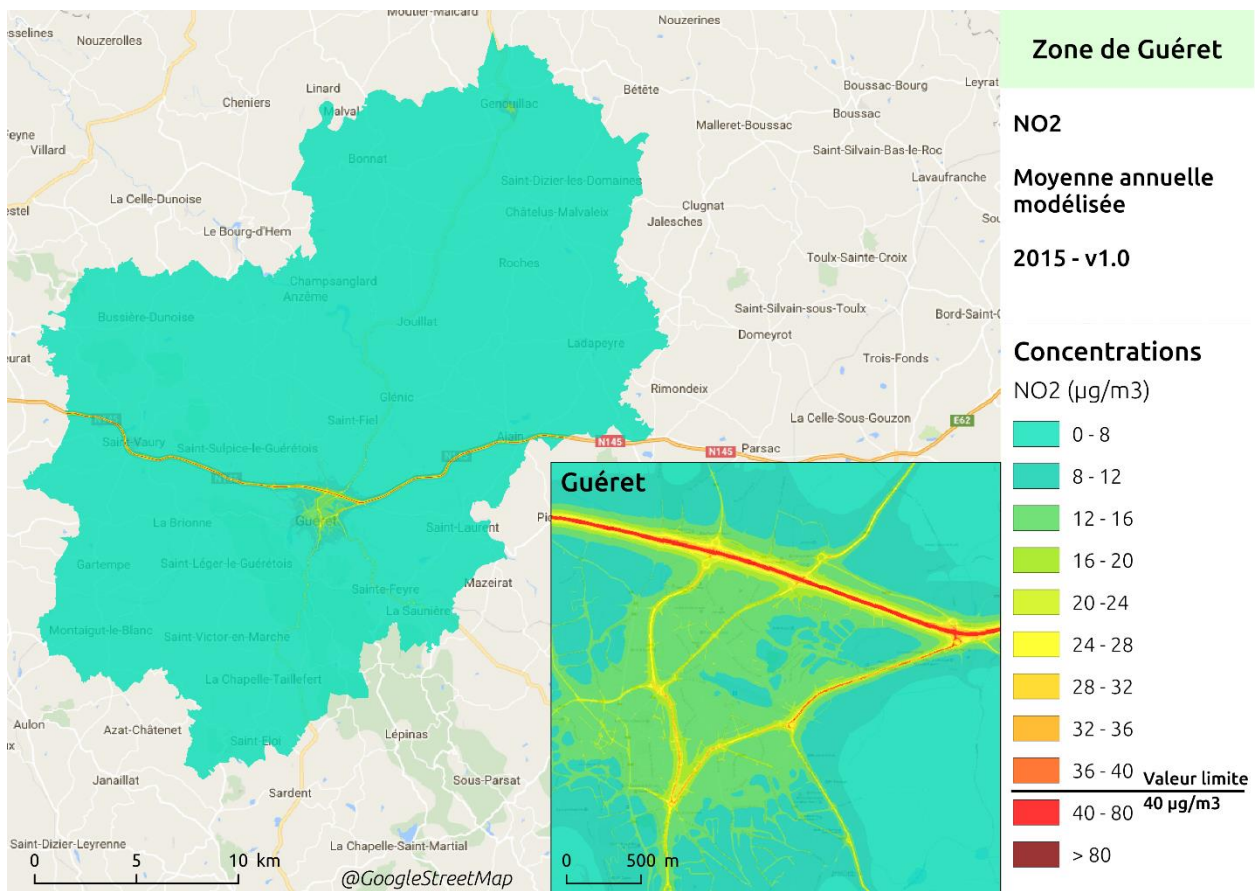 Moutier-Malcard
Nouzerines
Nouzerolles
Linard
Malval
Cheniers
Genouillac
Bétête
Boussac-Bourg
Boussac
Malleret-Boussac
Saint-Silvain-Bas-le-Roc
Lavaufranche
Villard
Bonnat
Saint-Dizier-les-Domaines
La Celle-Dunoise
Châtelus-Malvaleix
Clugnat
Jalesches
Le Bourg-d'Hem
Toulx-Sainte-Croix
Roches
Champsanglard
Anzême
Bussière-Dunoise
Jouillat
Saint-Silvain-sous-Toulx
Domeyrot
Ladapeyre
Trois-Fonds
Rimondeix
Glénic
Saint-Fiel
La Celle-Sous-Gouzon
E62
Saint-Vaury
Saint-Sulpice-le-Guérétois
Ajain
N145
N145
Parsac
La Brionne
Guéret
Saint-Laurent
Gartempe
Saint-Léger-le-Guérétois
Sainte-Feyre
Mazeirat
La Saunière
Montaigut-le-Blanc
Saint-Victor-en-Marche
La Chapelle-Taillefert
Aulon
Azat-Châtenet
Saint-Eloi
Lépinas
Janaillat
Sous-Parsat
Sardent
Saint-Dizier-Leyrenne
La Chapelle-Saint-Martial
0 5 10 km
@GoogleStreetMap
Guéret
0 500 m
Zone de Guéret
NO2
Moyenne annuelle
modélisée
2015 - v1.0
Concentrations
NO2 (µg/m3)
0 - 8
8 - 12
12 - 16
16 - 20
20 -24
24 - 28
28 - 32
32 - 36
36 - 40
Valeur limite
40 µg/m3
40 - 80
> 80